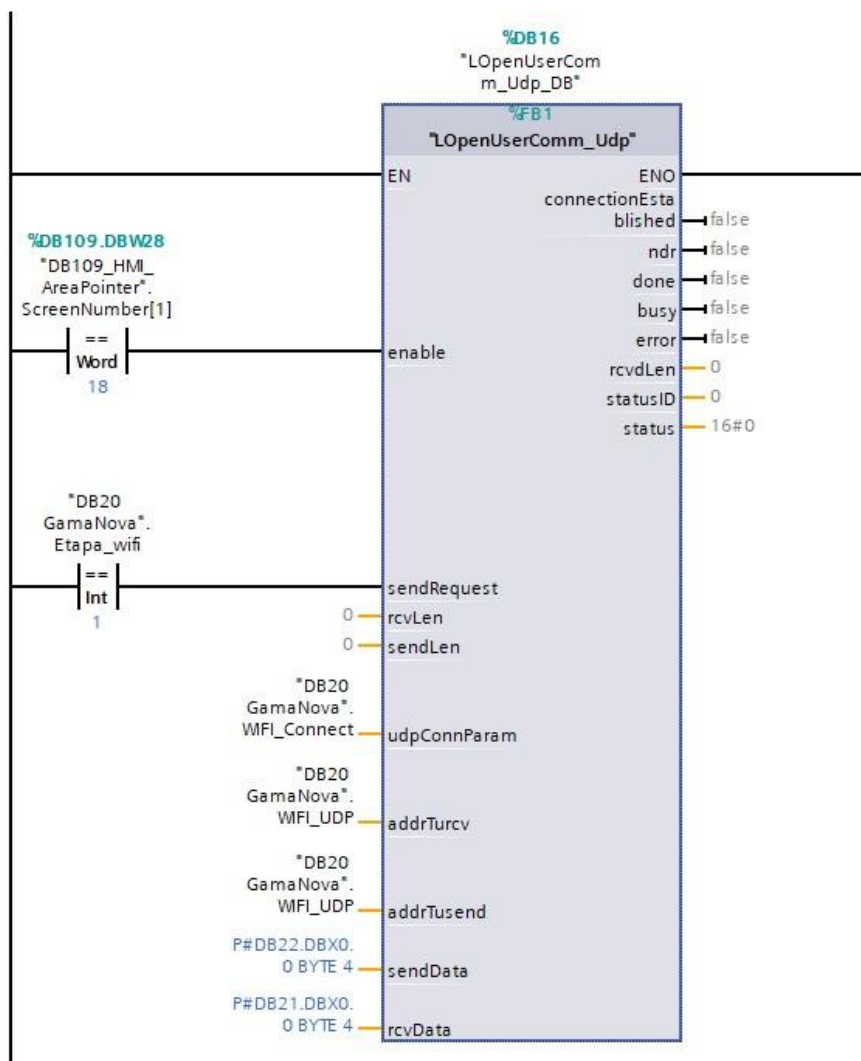 %DB16
"LOpenUserCom
m_Udp_DB"
%FB1
"LOpenUserComm_Udp"
EN
ENO
connectionEsta
blished
false
%DB109.DBW28
"DB109_HMI_
AreaPointer".
ScreenNumber[1]
==
Word
18
enable
ndr
false
done
false
busy
false
error
false
rcvdLen
0
statusID
0
status
16#0
"DB20
GamaNova".
Etapa_wifi
==
Int
1
sendRequest
0
rcvLen
0
sendLen
"DB20
GamaNova".
WIFI_Connect
udpConnParam
"DB20
GamaNova".
WIFI_UDP
addrTurcv
"DB20
GamaNova".
WIFI_UDP
addrTusend
P#DB22.DBX0.
0 BYTE 4
sendData
P#DB21.DBX0.
0 BYTE 4
rcvData